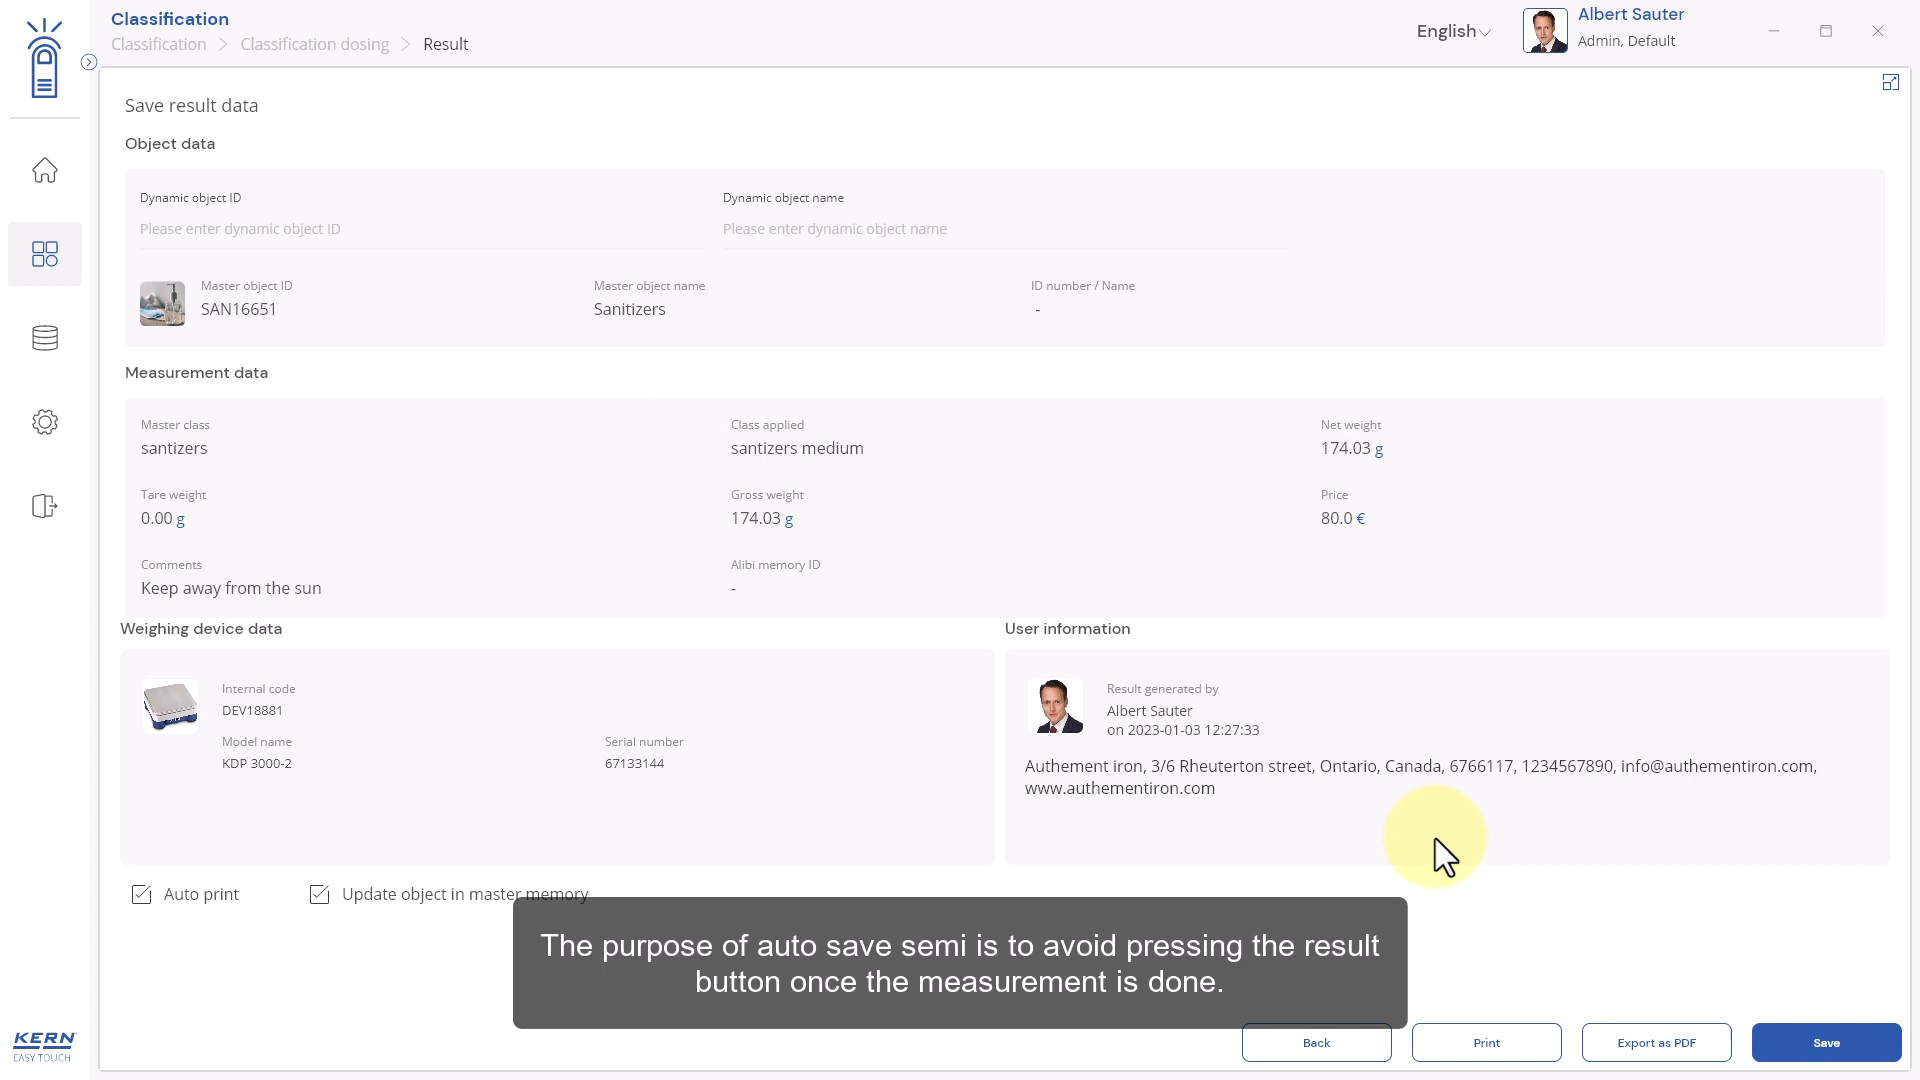 Classification
Classification
Classification dosing
Result
English
Albert Sauter
Admin, Default
Save result data
Object data
Dynamic object ID
Dynamic object name
Please enter dynamic object ID
Please enter dynamic object name
Master object ID
Master object name
ID number / Name
SAN16651
Sanitizers
-
Measurement data
Master class
Class applied
Net weight
santizers
santizers medium
174.03 g
Tare weight
Gross weight
Price
0.00 g
174.03 g
80.0 €
Comments
Alibi memory ID
Keep away from the sun
-
Weighing device data
User information
Internal code
DEV18881
Model name
Serial number
KDP 3000-2
67133144
Result generated by
Albert Sauter
on 2023-01-03 12:27:33
Authement iron, 3/6 Rheuterton street, Ontario, Canada, 6766117, 1234567890, info@authementiron.com,
www.authementiron.com
Auto print
Update object in master memory
The purpose of auto save semi is to avoid pressing the result
button once the measurement is done.
KERN
EASY TOUCH
Back
Print
Export as PDF
Save